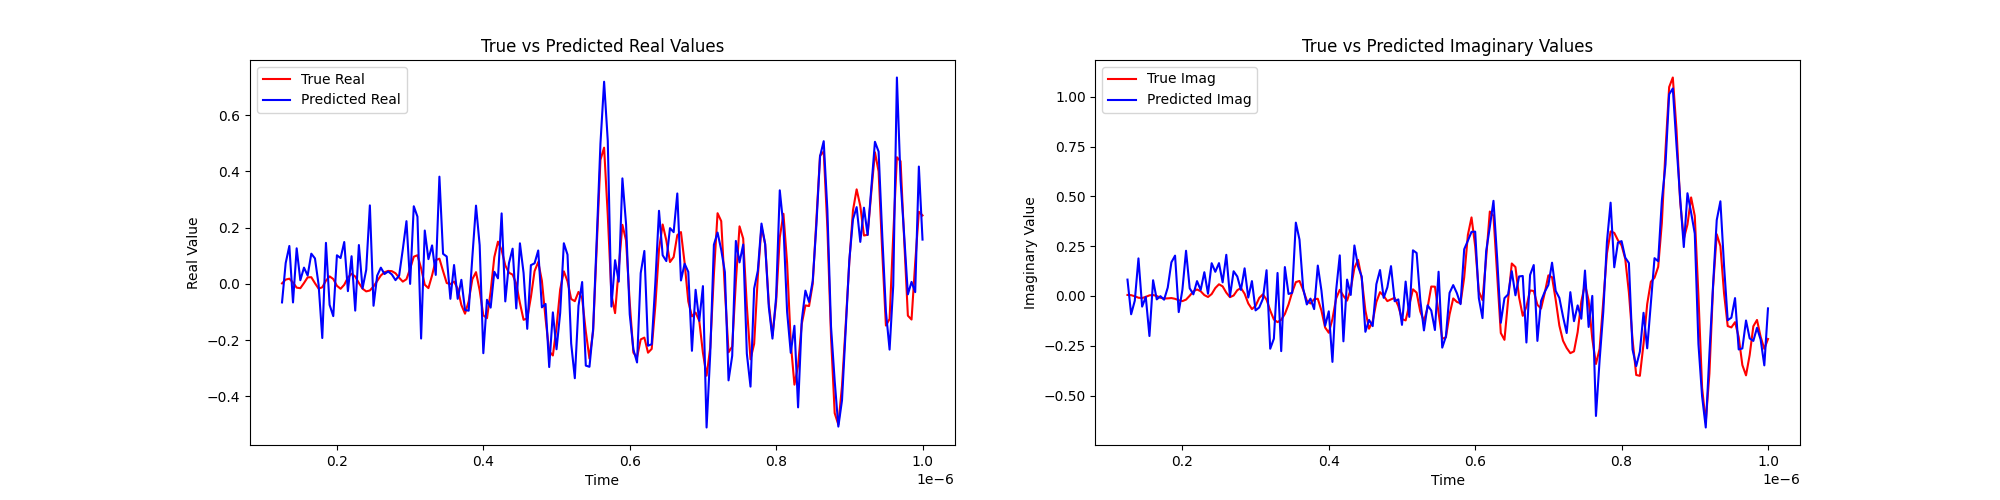 True vs Predicted Real Values
True Real
Predicted Real
Real Value
0.6
0.4
0.2
0.0
−0.2
−0.4
0.2
0.4
0.6
0.8
1.0
1e−6
Time
True vs Predicted Imaginary Values
True Imag
Predicted Imag
Imaginary Value
1.00
0.75
0.50
0.25
0.00
−0.25
−0.50
0.2
0.4
0.6
0.8
1.0
1e−6
Time